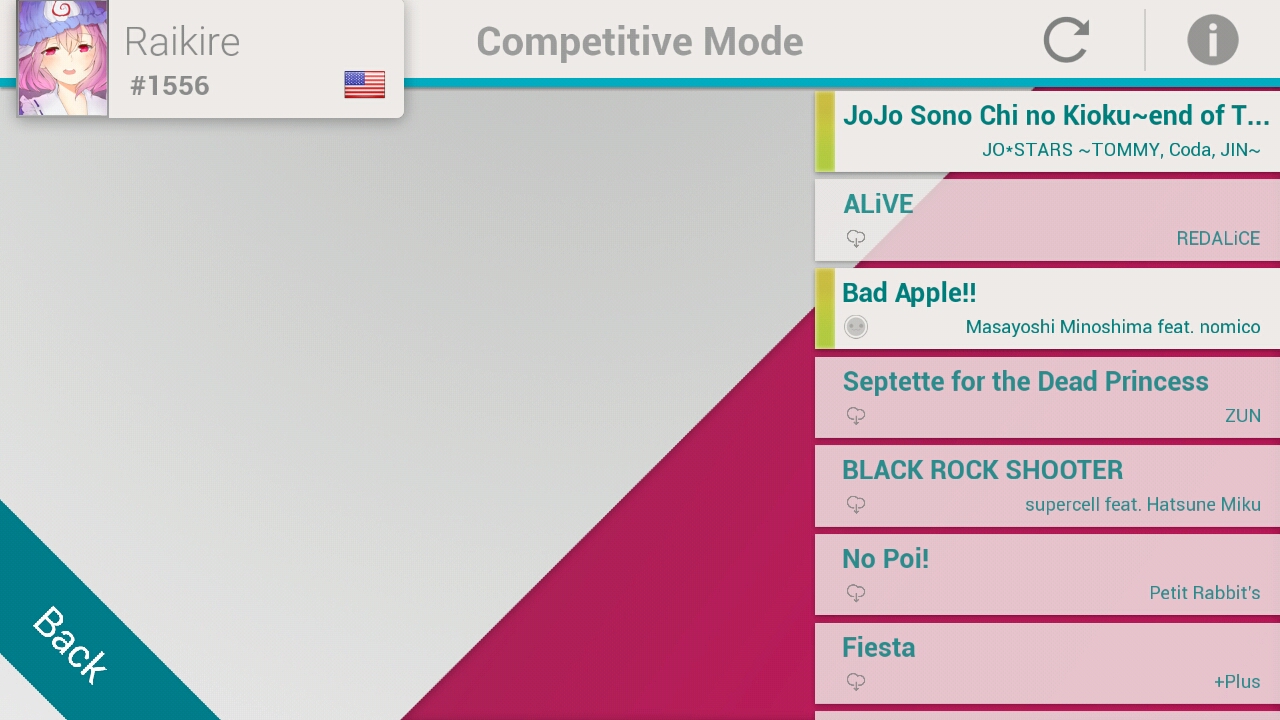 Raikire
#1556
Competitive Mode
JoJo Sono Chi no Kioku~end of T...
JO*STARS ~TOMMY, Coda, JIN~
ALiVE
REDALiCE
Bad Apple!!
Masayoshi Minoshima feat. nomico
Septette for the Dead Princess
ZUN
BLACK ROCK SHOOTER
supercell feat. Hatsune Miku
No Poi!
Petit Rabbit's
Fiesta
+Plus
Back